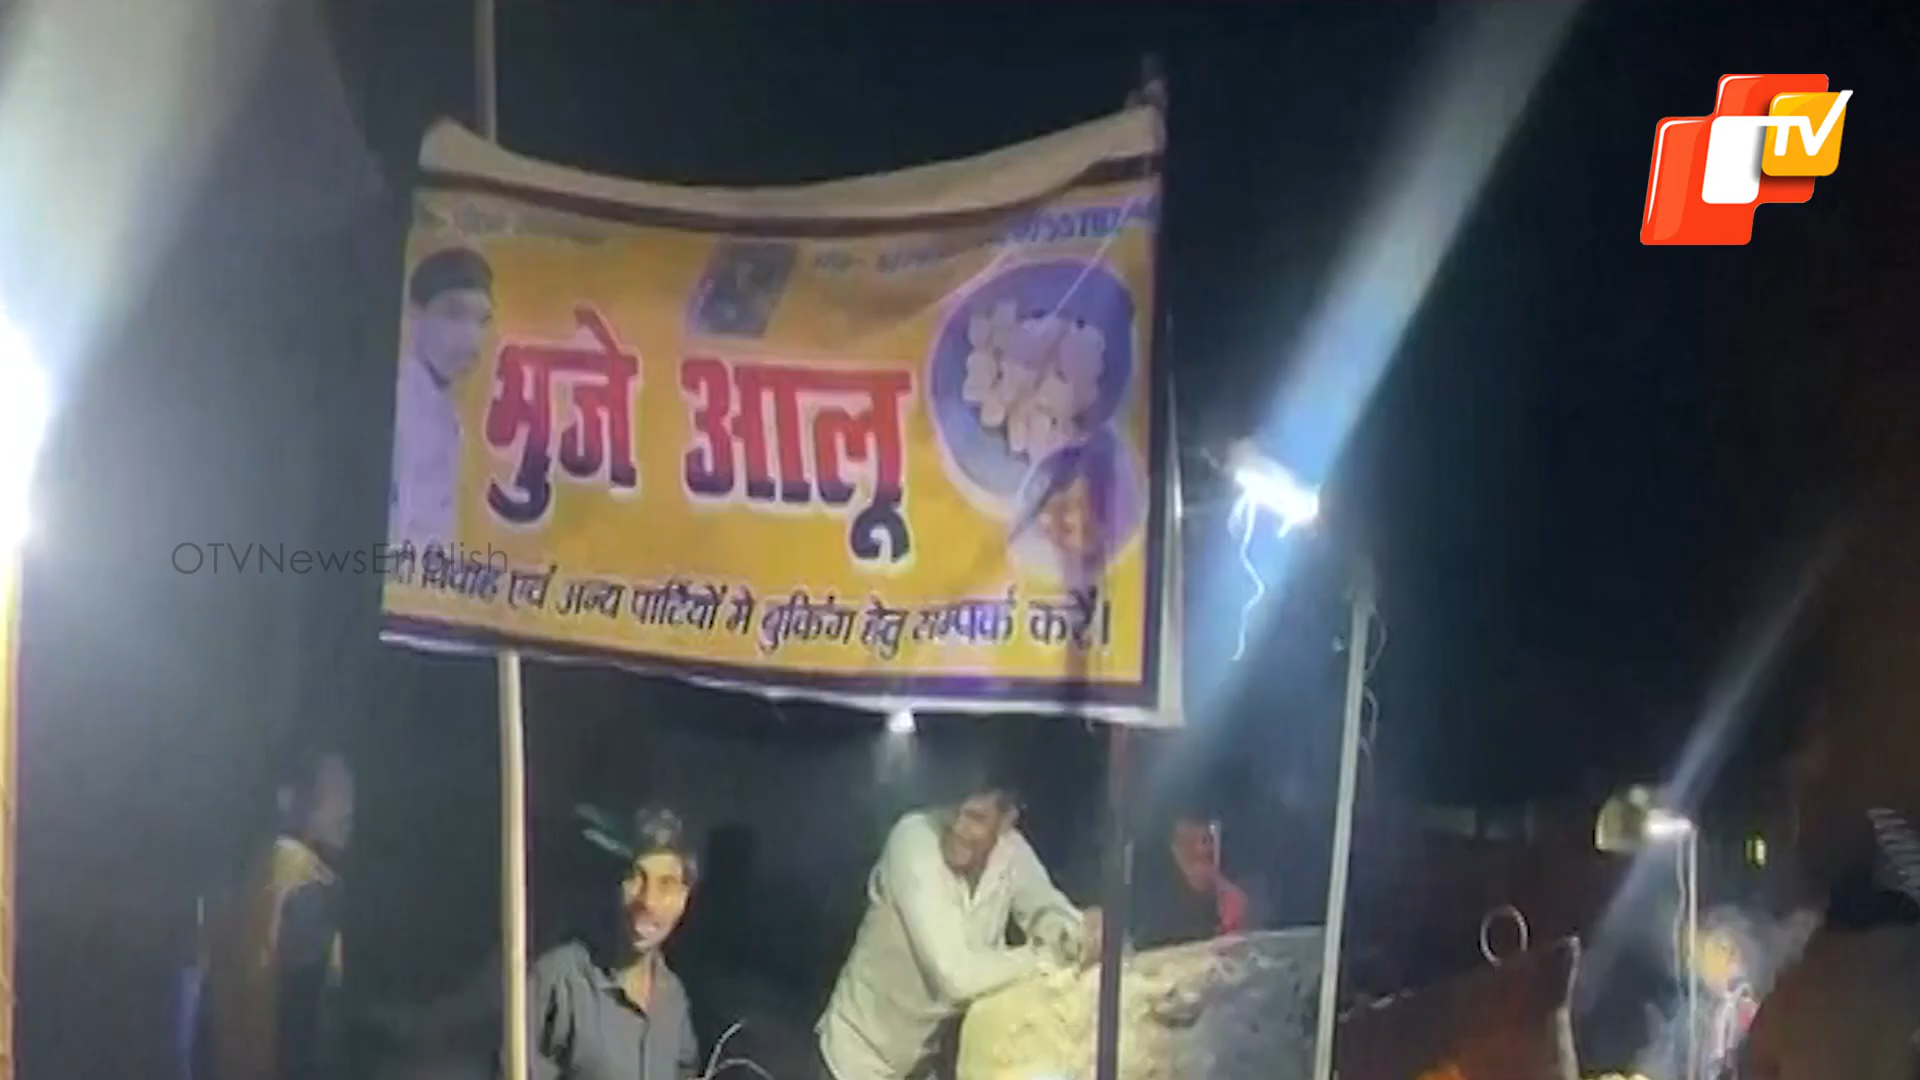 TV
भुजे आलू
विवाह एवं अन्य पार्टियों मे बुकिंग हेतु सम्पर्क करें।
OTVNewsEnglish